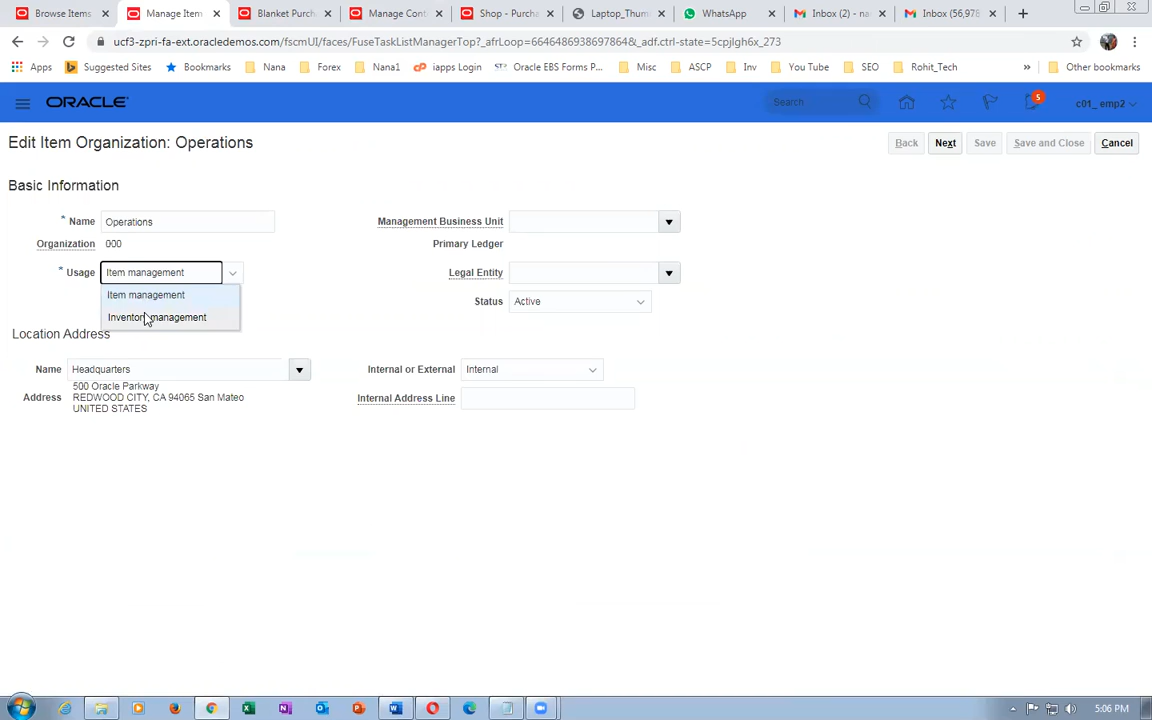 Browse Items
Manage Item
Blanket Purcha
Manage Cont
Shop - Purcha
Laptop_Thum
WhatsApp
Inbox (2) - na
Inbox (56,978
ucf3-zpri-fa-ext.oracledemos.com/fscmUI/faces/FuseTaskListManagerTop?_afrLoop=6646486938697864&_adf.ctrl-state=5cpjlgh6x_273
Apps
Suggested Sites
Bookmarks
Nana
Forex
Nana1
iapps Login
Oracle EBS Forms P...
Misc
ASCP
Inv
You Tube
SEO
Rohit_Tech
»
Other bookmarks
ORACLE
Search
5
c01_ emp2
Edit Item Organization: Operations
Back
Next
Save
Save and Close
Cancel
Basic Information
* Name Operations
Management Business Unit
Organization 000
Primary Ledger
* Usage Item management
Legal Entity
Item management
Status Active
Inventory management
Location Address
Name Headquarters
Internal or External Internal
500 Oracle Parkway
Address REDWOOD CITY, CA 94065 San Mateo
Internal Address Line
UNITED STATES
5:06 PM